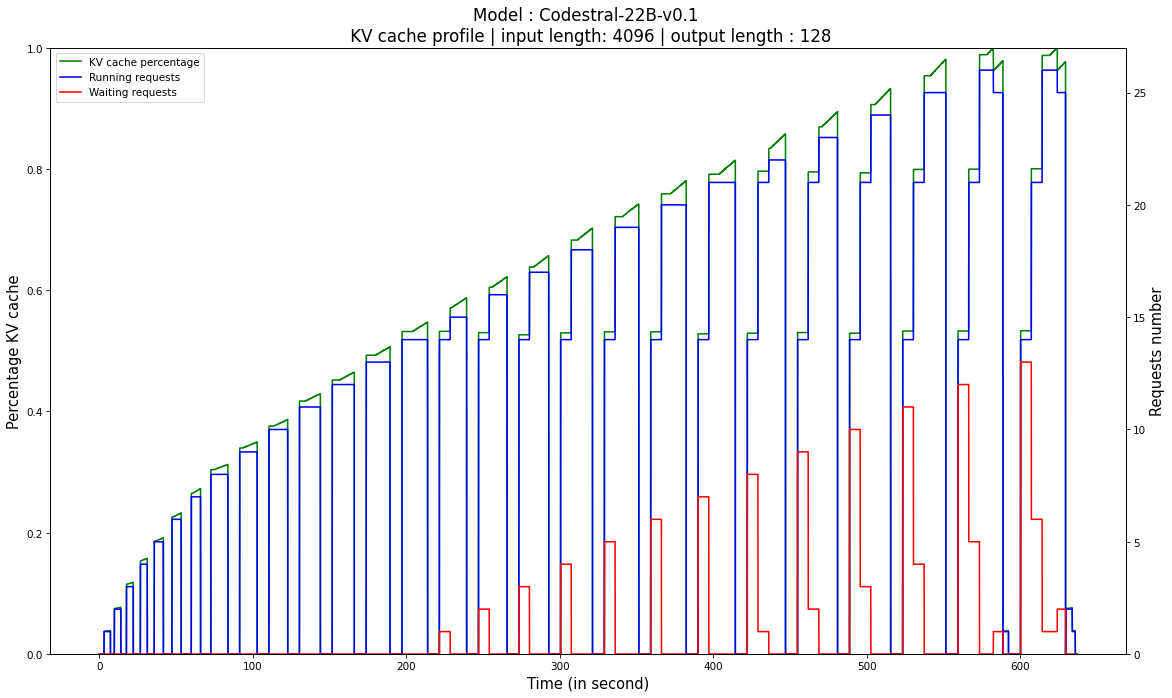 Model : Codestral-22B-v0.1
KV cache profile | input length: 4096 | output length : 128
KV cache percentage
Running requests
Waiting requests
1.0
0.8
0.6
0.4
0.2
0.0
Percentage KV cache
25
20
15
10
5
0
Requests number
0 100 200 300 400 500 600
Time (in second)